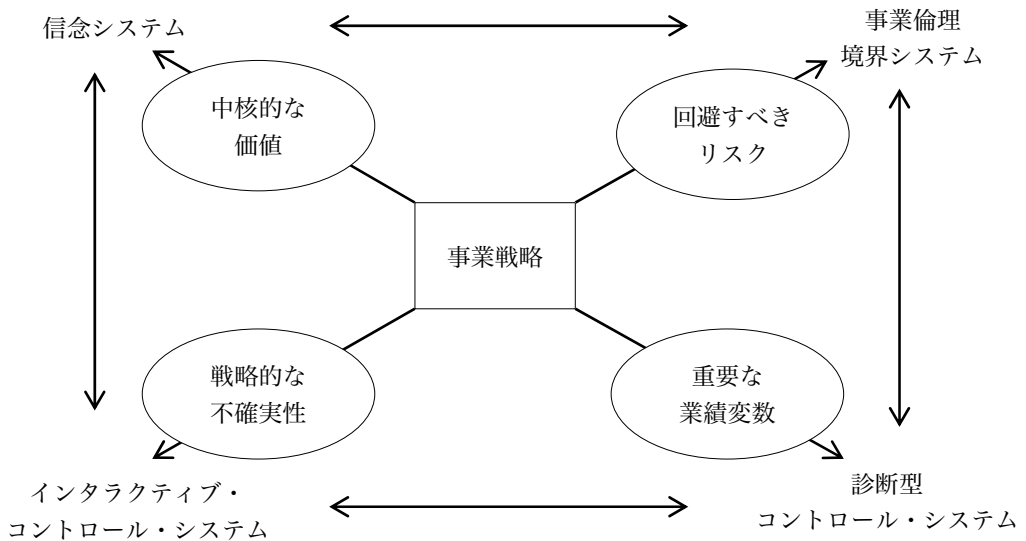 信念システム
事業倫理
境界システム
中核的な
価値
回避すべき
リスク
事業戦略
戦略的な
不確実性
重要な
業績変数
インタラクティブ・
コントロール・システム
診断型
コントロール・システム